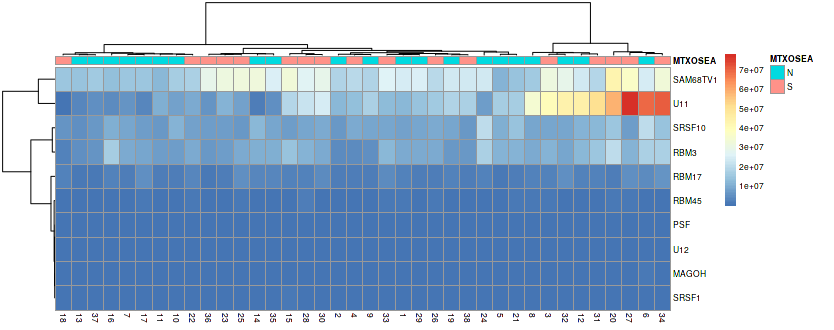 MTXOSEA
MTXOSEA
N
S
7e+07
6e+07
5e+07
4e+07
3e+07
2e+07
1e+07
SAM68TV1
U11
SRSF10
RBM3
RBM17
RBM45
PSF
U12
MAGOH
SRSF1
18 13 37 16 7 17 11 10 22 36 23 25 14 35 15 28 30 2 4 9 33 1 29 26 19 38 24 5 21 8 3 32 12 31 20 27 6 34